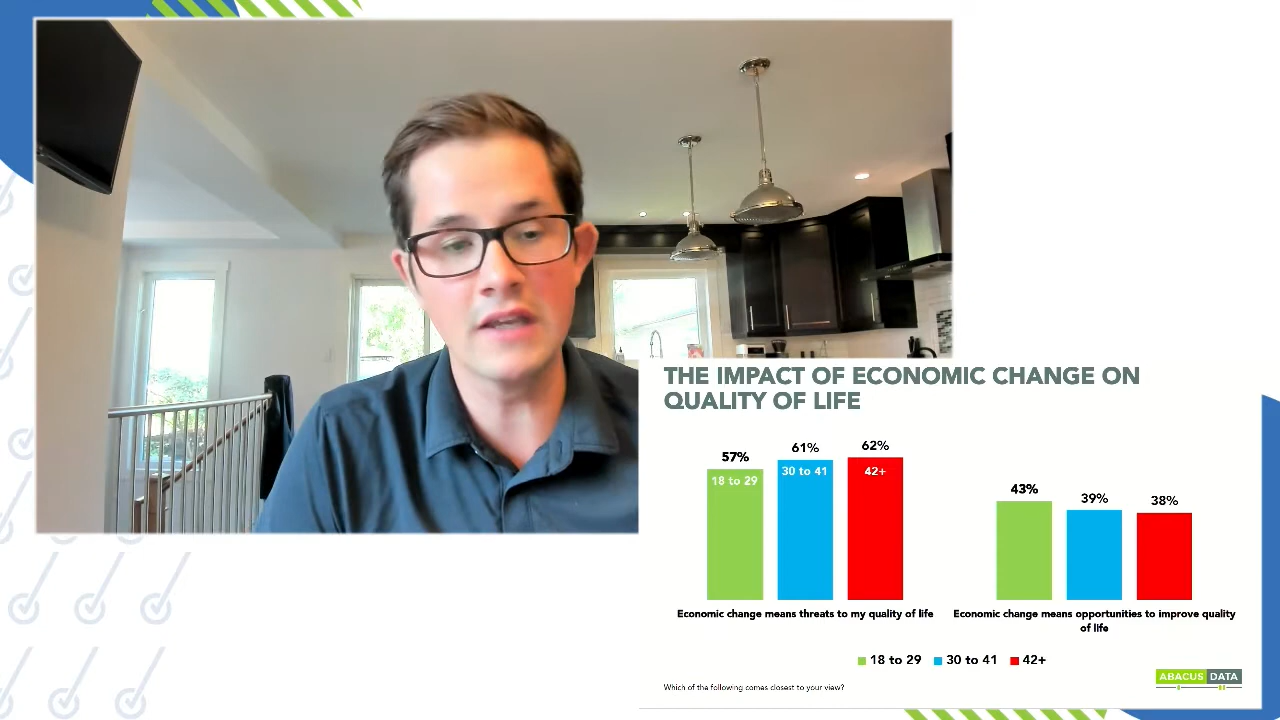 THE IMPACT OF ECONOMIC CHANGE ON
QUALITY OF LIFE
57%
61%
62%
18 to 29
30 to 41
42+
43%
39%
38%
Economic change means threats to my quality of life
Economic change means opportunities to improve quality
of life
18 to 29 30 to 41 42+
Which of the following comes closest to your view?
ABACUS DATA